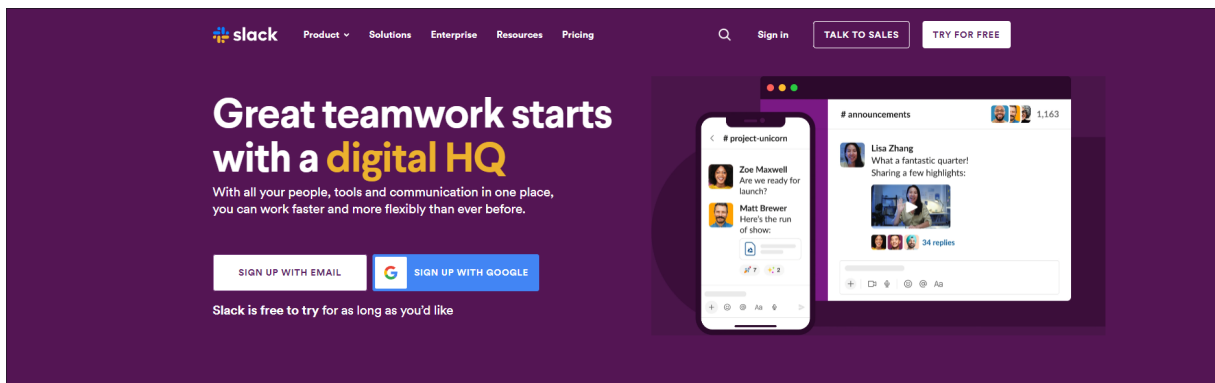 slack
Product
Solutions
Enterprise
Resources
Pricing
Sign in
TALK TO SALES
TRY FOR FREE
Great teamwork starts
with a digital HQ
With all your people, tools and communication in one place,
you can work faster and more flexibly than ever before.
SIGN UP WITH EMAIL
G
SIGN UP WITH GOOGLE
Slack is free to try for as long as you'd like
# project-unicorn
Zoe Maxwell
Are we ready for
launch?
Matt Brewer
Here's the run
of show:
7
2
@
Aa
# announcements
1,163
Lisa Zhang
What a fantastic quarter!
Sharing a few highlights:
34 replies
@
Aa